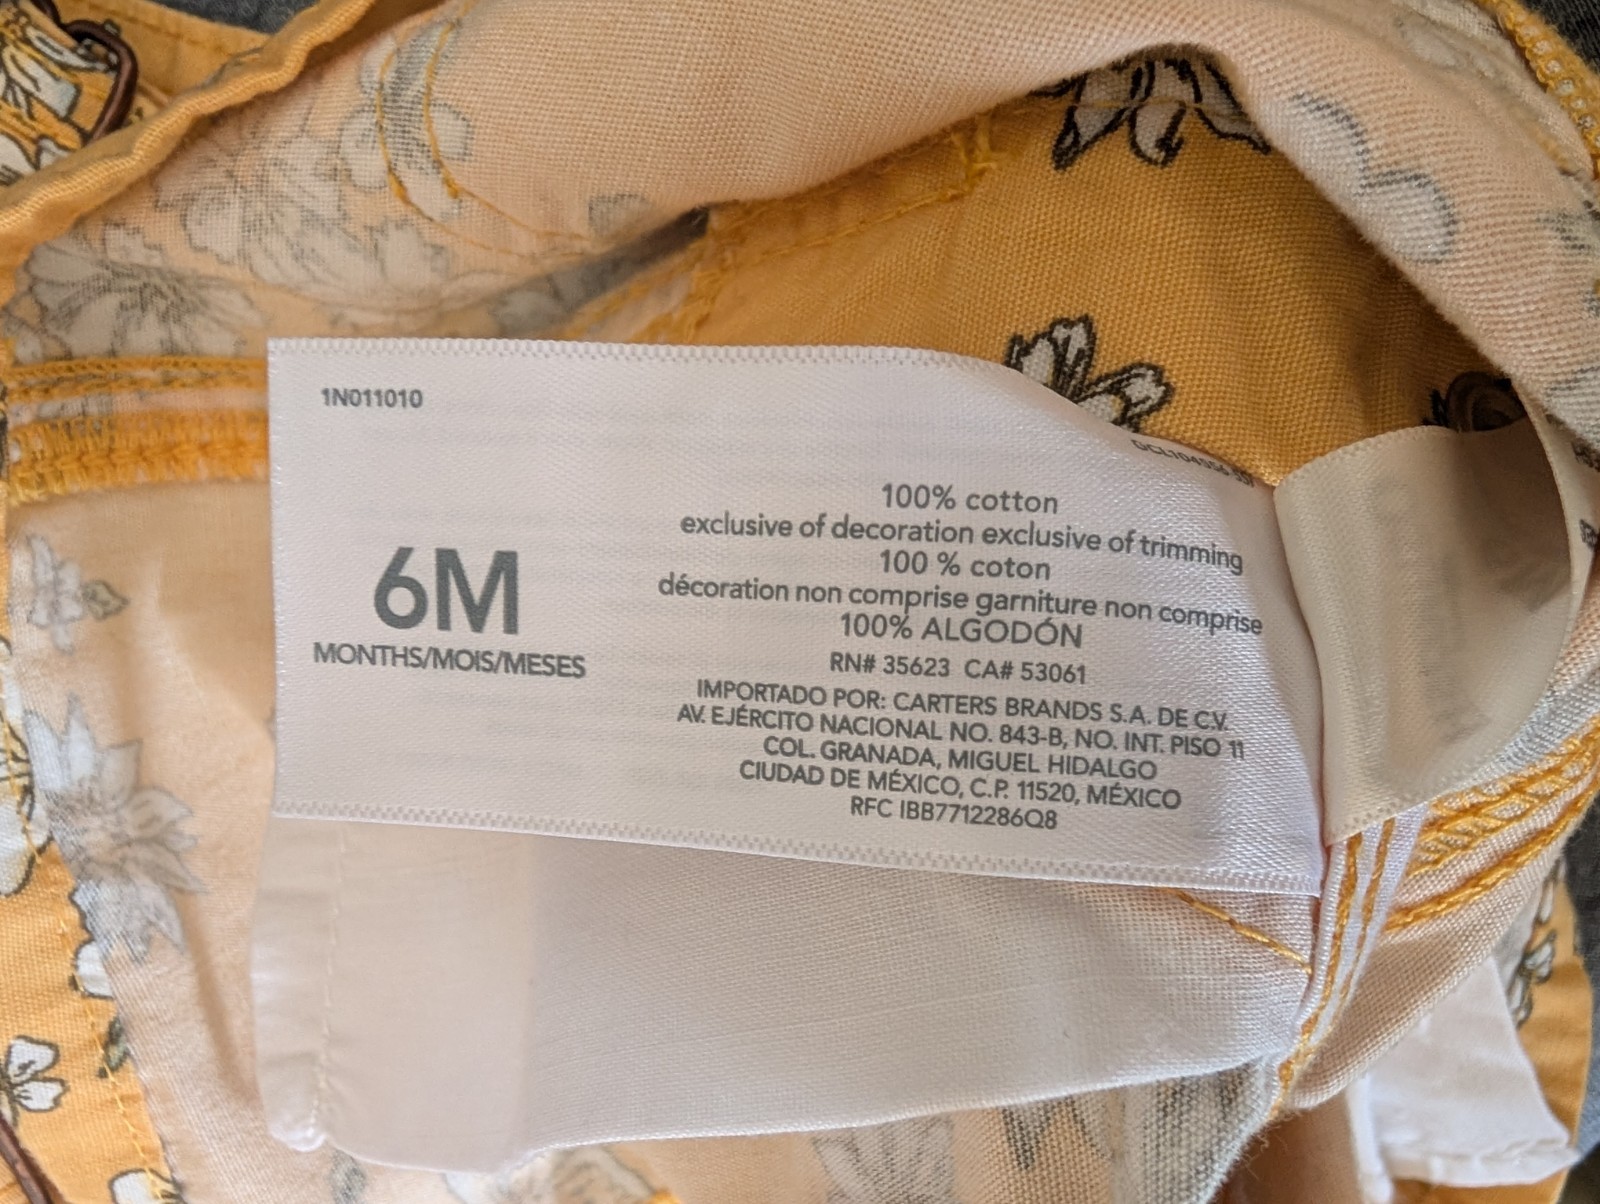 1N011010
6M
MONTHS/MOIS/MESES
100% cotton
exclusive of decoration exclusive of trimming
100 % coton
décoration non comprise garniture non comprise
100% ALGODÓN
RN# 35623 CA# 53061
IMPORTADO POR: CARTERS BRANDS S.A. DE C.V.
AV. EJÉRCITO NACIONAL NO. 843-B, NO. INT. PISO 11
COL. GRANADA, MIGUEL HIDALGO
CIUDAD DE MÉXICO, C.P. 11520, MÉXICO
RFC IBB7712286Q8